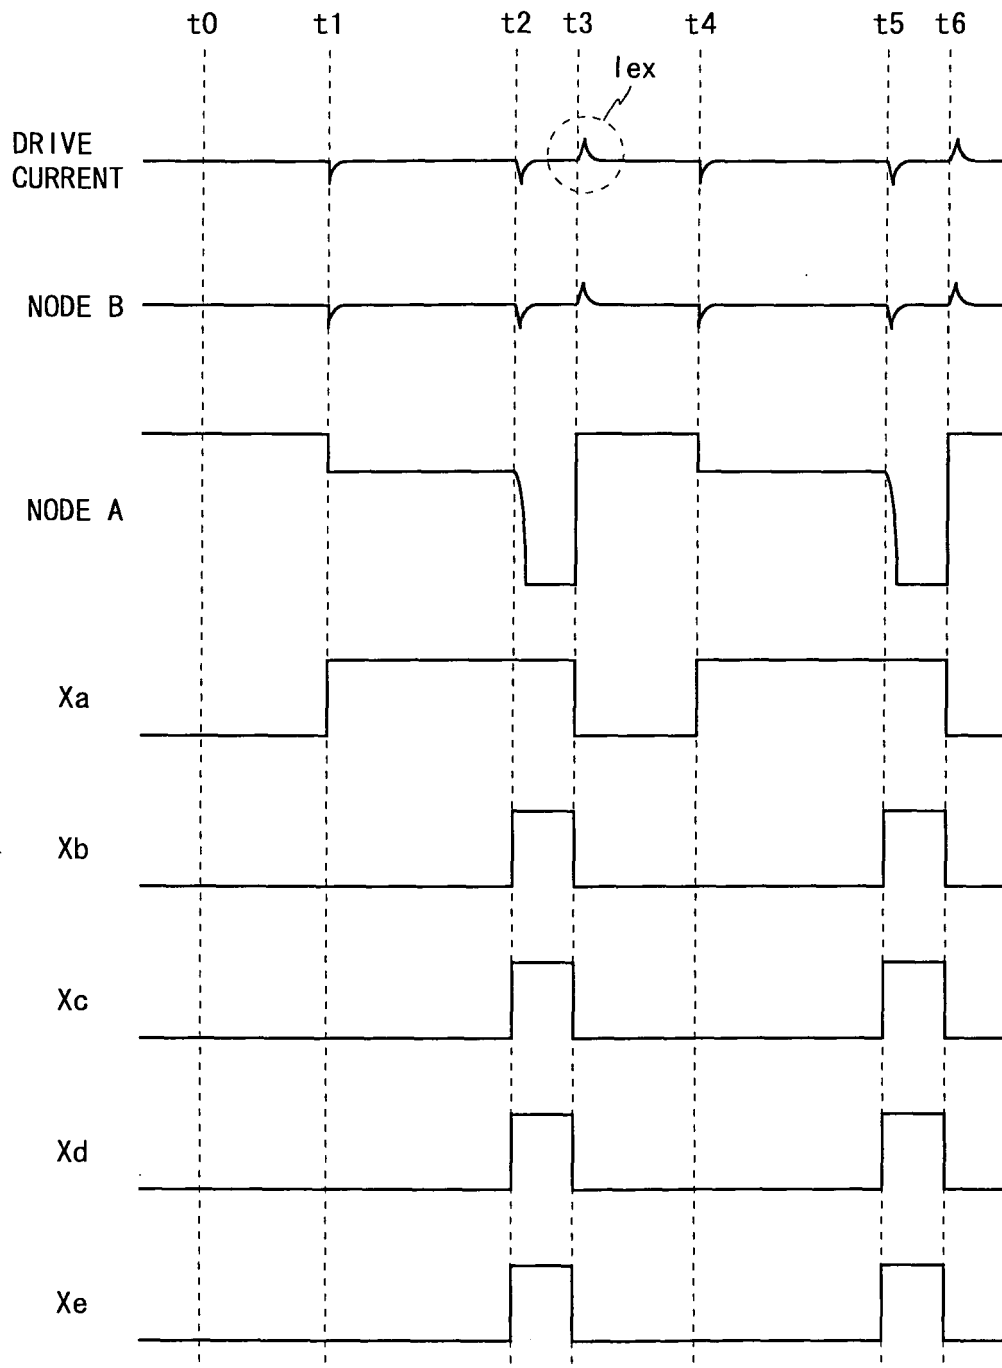 t0 t1 t2 t3 t4 t5 t6
Iex
DRIVE
CURRENT
NODE B
NODE A
Xa
Xb
Xc
Xd
Xe